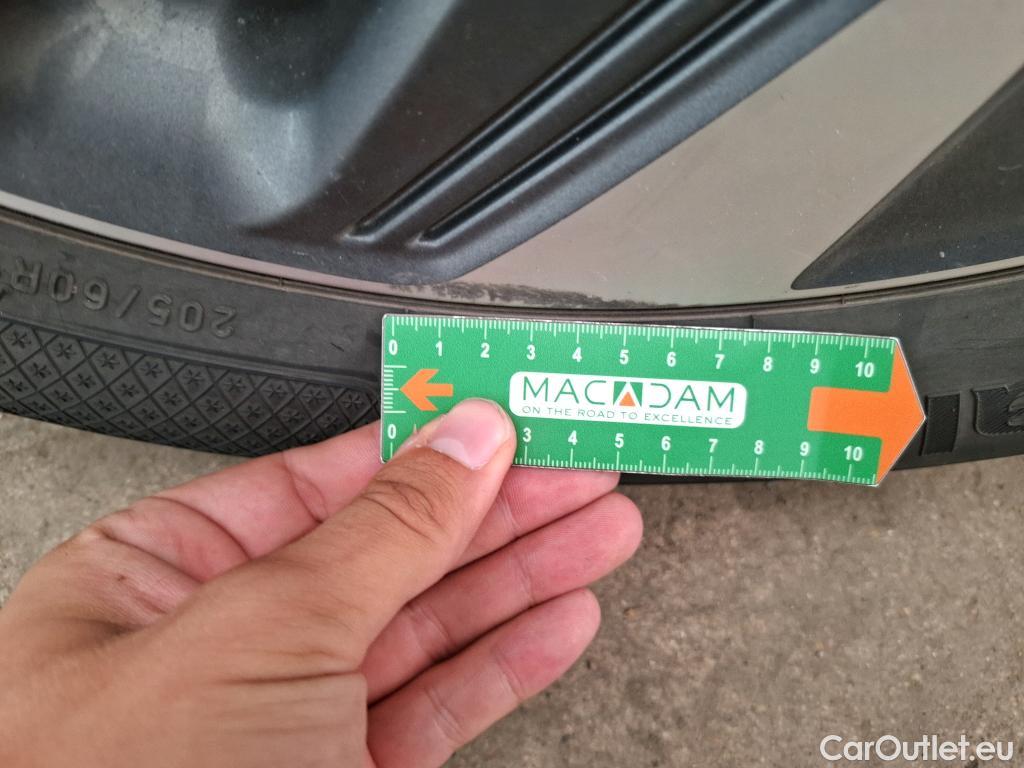 205/60R
0 1 2 3 4 5 6 7 8 9 10
MACADAM
ON THE ROAD TO EXCELLENCE
0 3 4 5 6 7 8 9 10
CarOutlet.eu